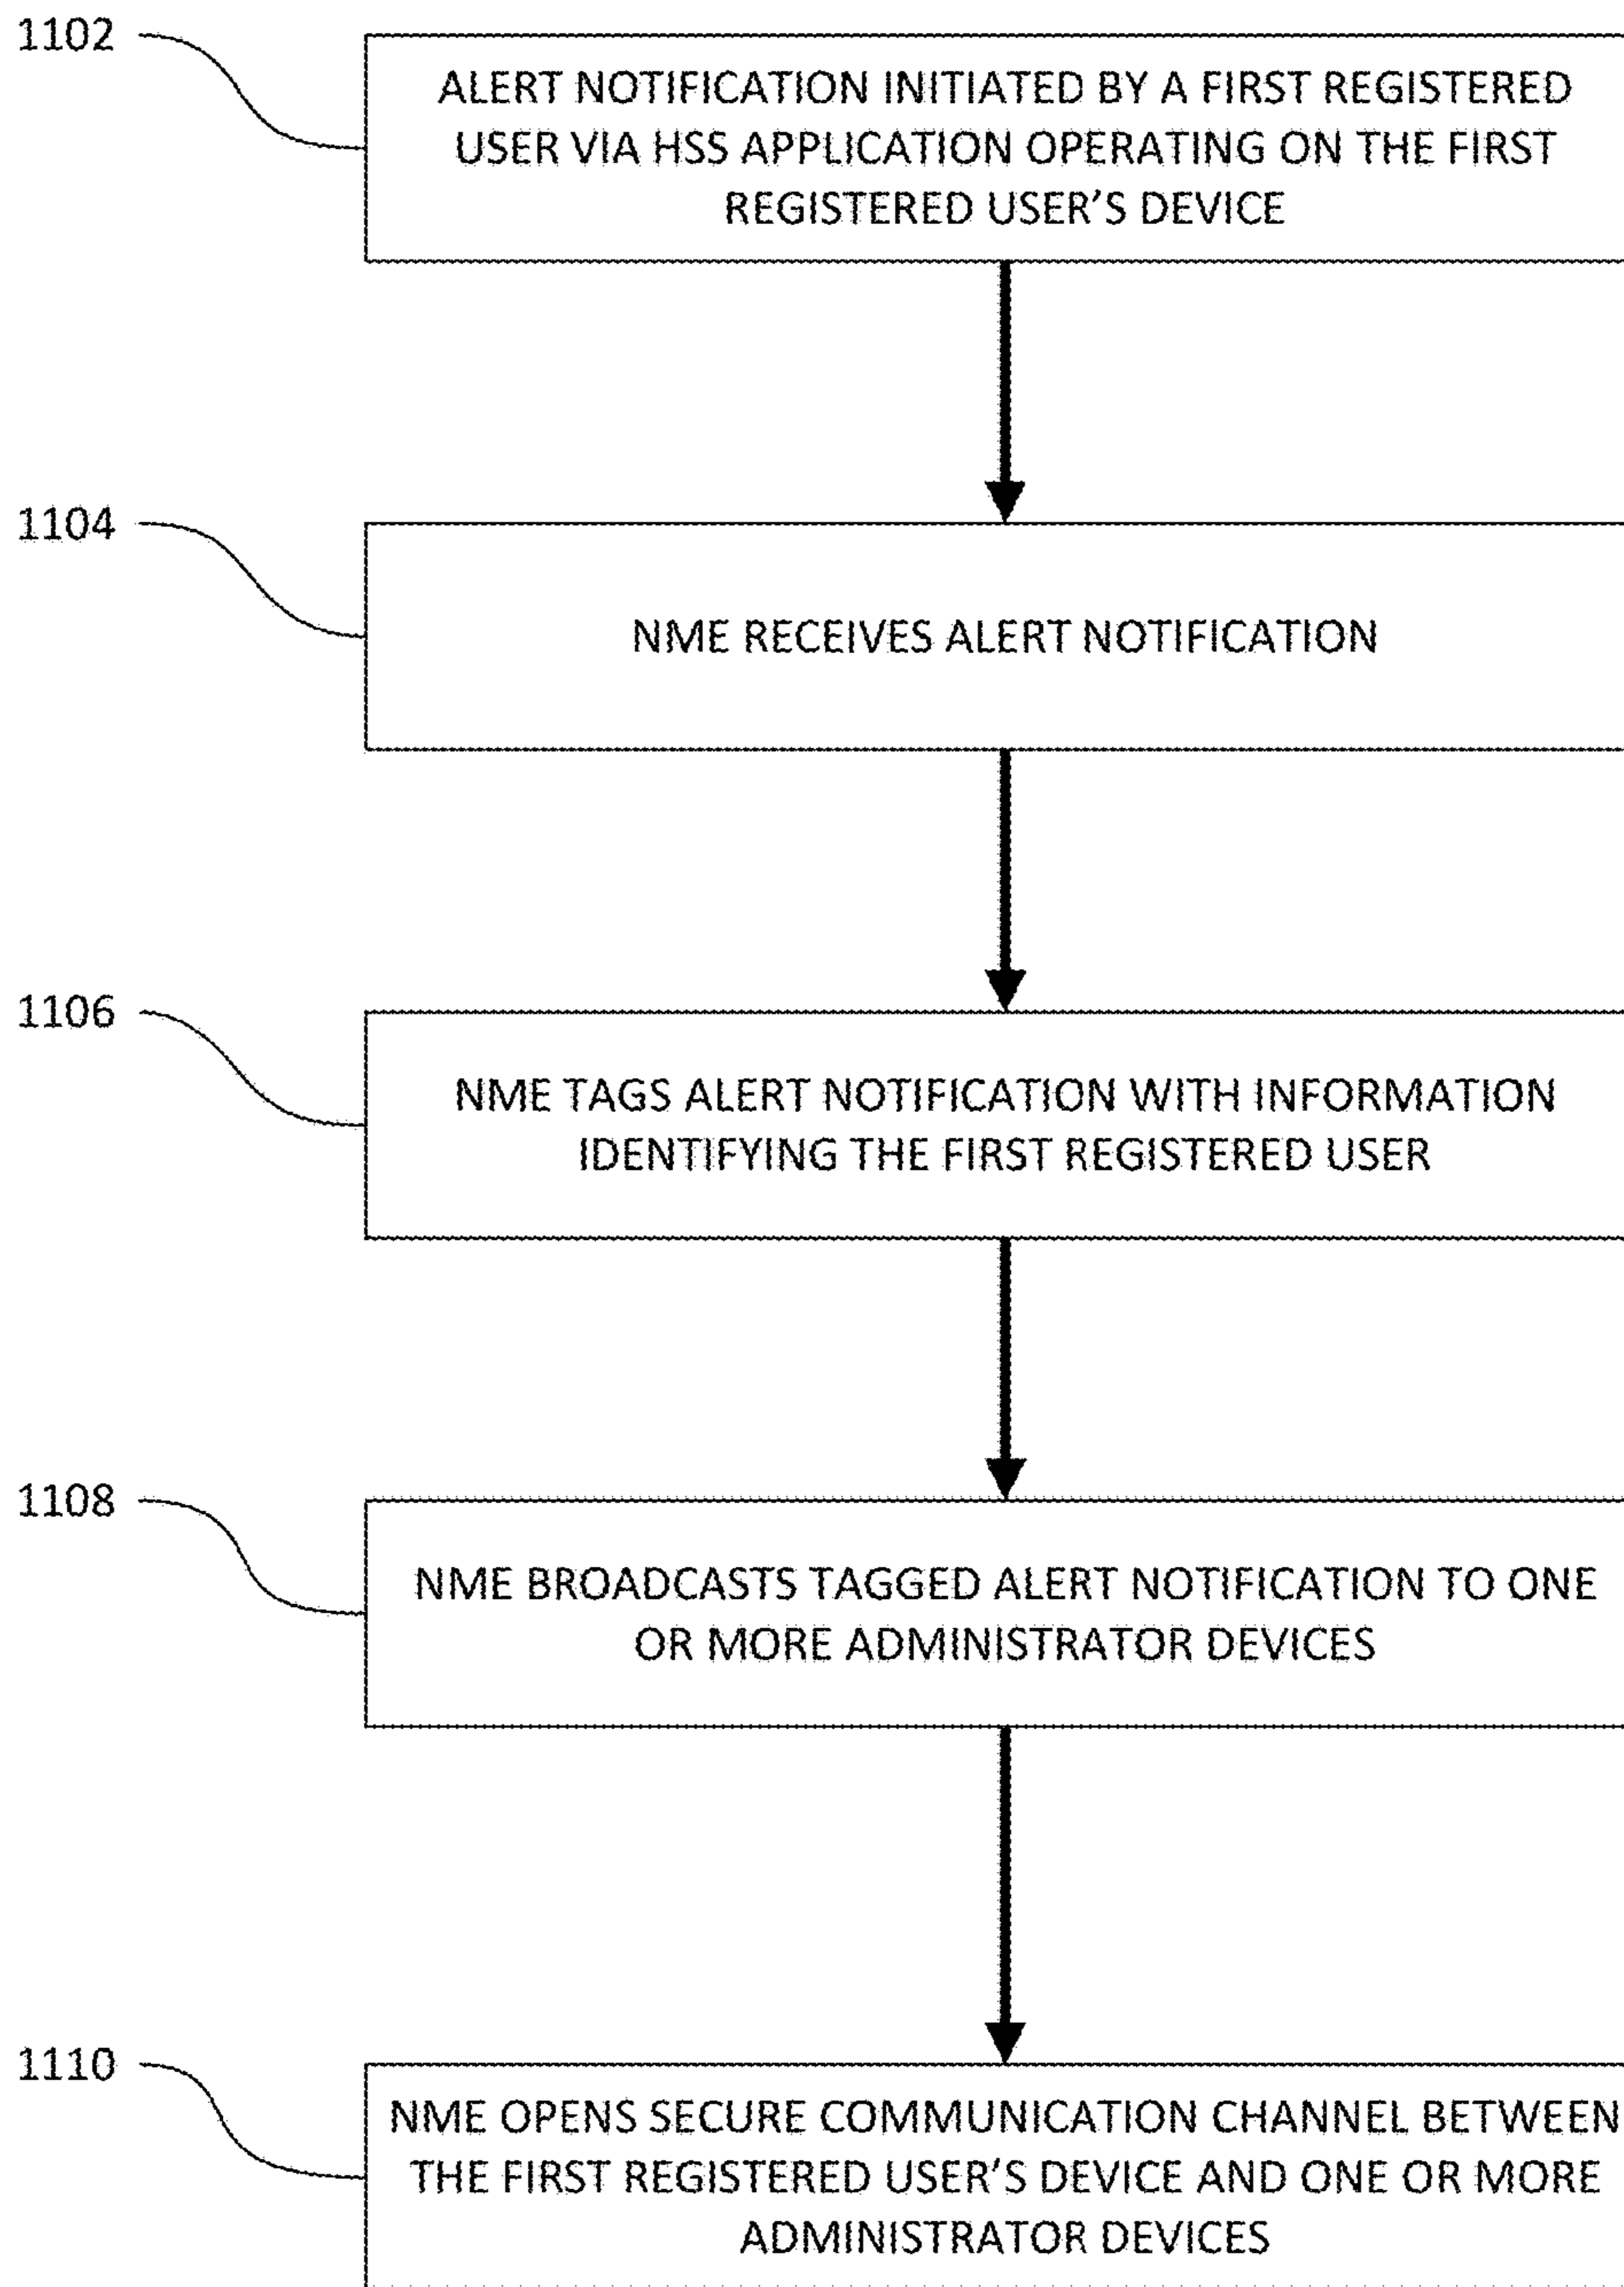 1102
ALERT NOTIFICATION INITIATED BY A FIRST REGISTERED
USER VIA HSS APPLICATION OPERATING ON THE FIRST
REGISTERED USER'S DEVICE
1104
NME RECEIVES ALERT NOTIFICATION
1106
NME TAGS ALERT NOTIFICATION WITH INFORMATION
IDENTIFYING THE FIRST REGISTERED USER
1108
NME BROADCASTS TAGGED ALERT NOTIFICATION TO ONE
OR MORE ADMINISTRATOR DEVICES
1110
NME OPENS SECURE COMMUNICATION CHANNEL BETWEEN
THE FIRST REGISTERED USER'S DEVICE AND ONE OR MORE
ADMINISTRATOR DEVICES